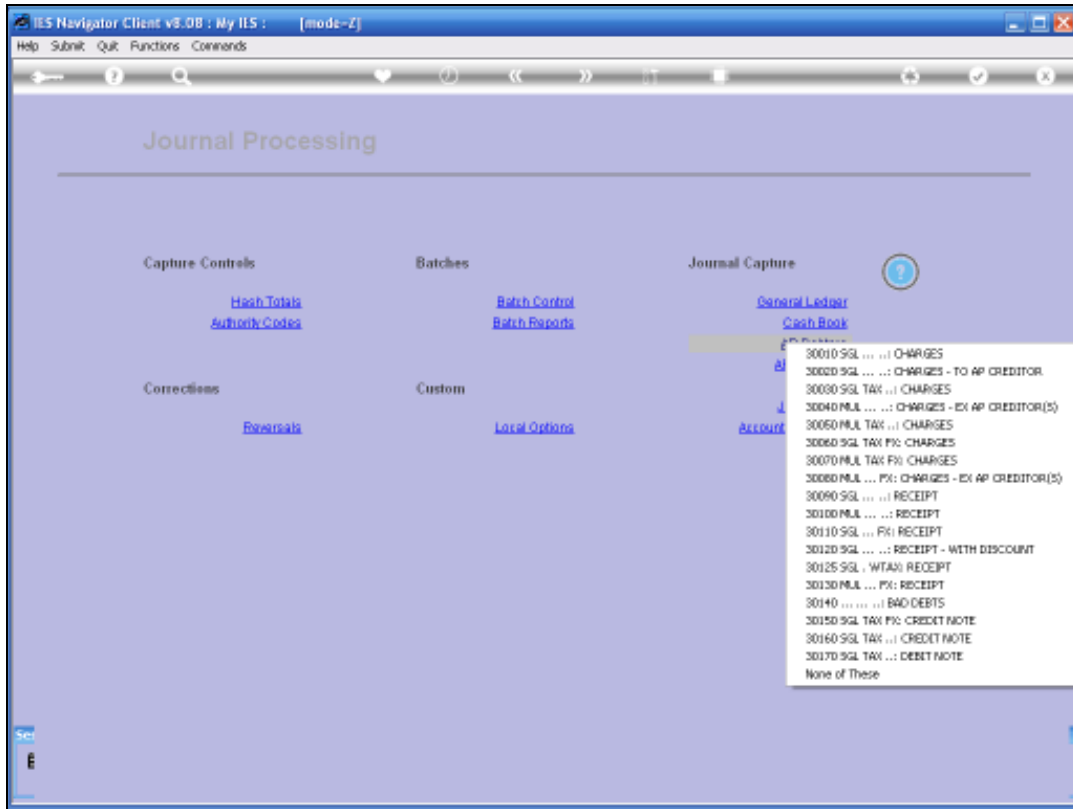 IES Navigator Client v8.08 : My IES : [mode=Z]
Help Submit Quit Functions Commands
Journal Processing
Capture Controls Batches Journal Capture
Hash Totals Batch Control General Ledger
Authority Codes Batch Reports Cash Book
Corrections Custom
Reversals Local Options Account
30010 SGL ... ..: CHARGES
30020 SGL ... ..: CHARGES - TO AP CREDITOR
30030 SGL TAX ..: CHARGES
30040 MUL ... ..: CHARGES - EX AP CREDITOR(S)
30050 MUL TAX ..: CHARGES
30060 SGL TAX FX: CHARGES
30070 MUL TAX FX: CHARGES
30080 MUL ... FX: CHARGES - EX AP CREDITOR(S)
30090 SGL ... ..: RECEIPT
30100 MUL ... ..: RECEIPT
30110 SGL ... FX: RECEIPT
30120 SGL ... ..: RECEIPT - WITH DISCOUNT
30125 SGL . WTAX: RECEIPT
30130 MUL ... FX: RECEIPT
30140 ... ... ..: BAD DEBTS
30150 SGL TAX FX: CREDIT NOTE
30160 SGL TAX ..: CREDIT NOTE
30170 SGL TAX ..: DEBIT NOTE
None of These